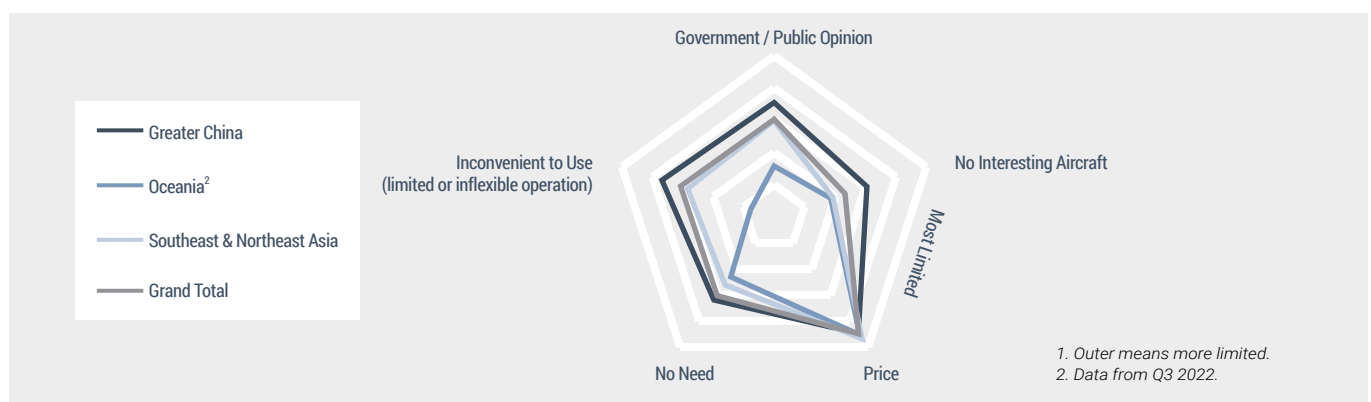 Government / Public Opinion
Greater China
Oceania2
Southeast & Northeast Asia
Grand Total
Inconvenient to Use
(limited or inflexible operation)
No Interesting Aircraft
Most Limited
No Need
Price
1. Outer means more limited.
2. Data from Q3 2022.